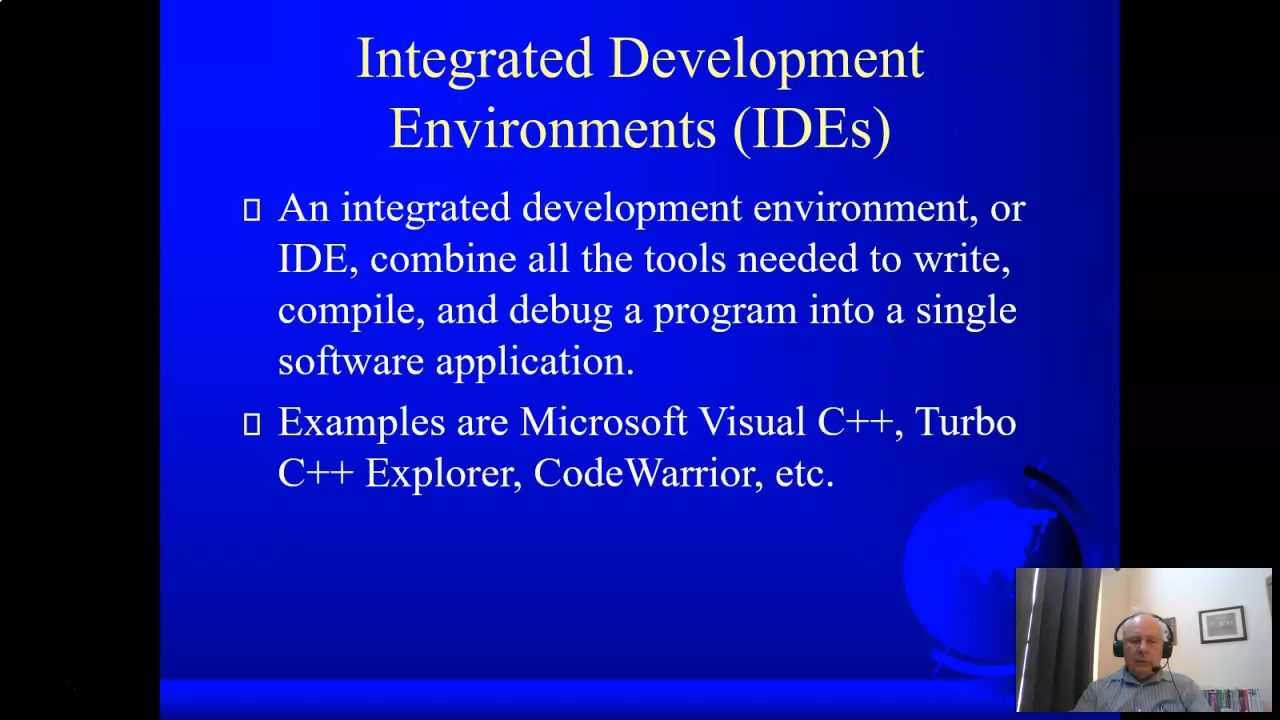 Integrated Development
Environments (IDEs)
An integrated development environment, or
IDE, combine all the tools needed to write,
compile, and debug a program into a single
software application.
Examples are Microsoft Visual C++, Turbo
C++ Explorer, CodeWarrior, etc.